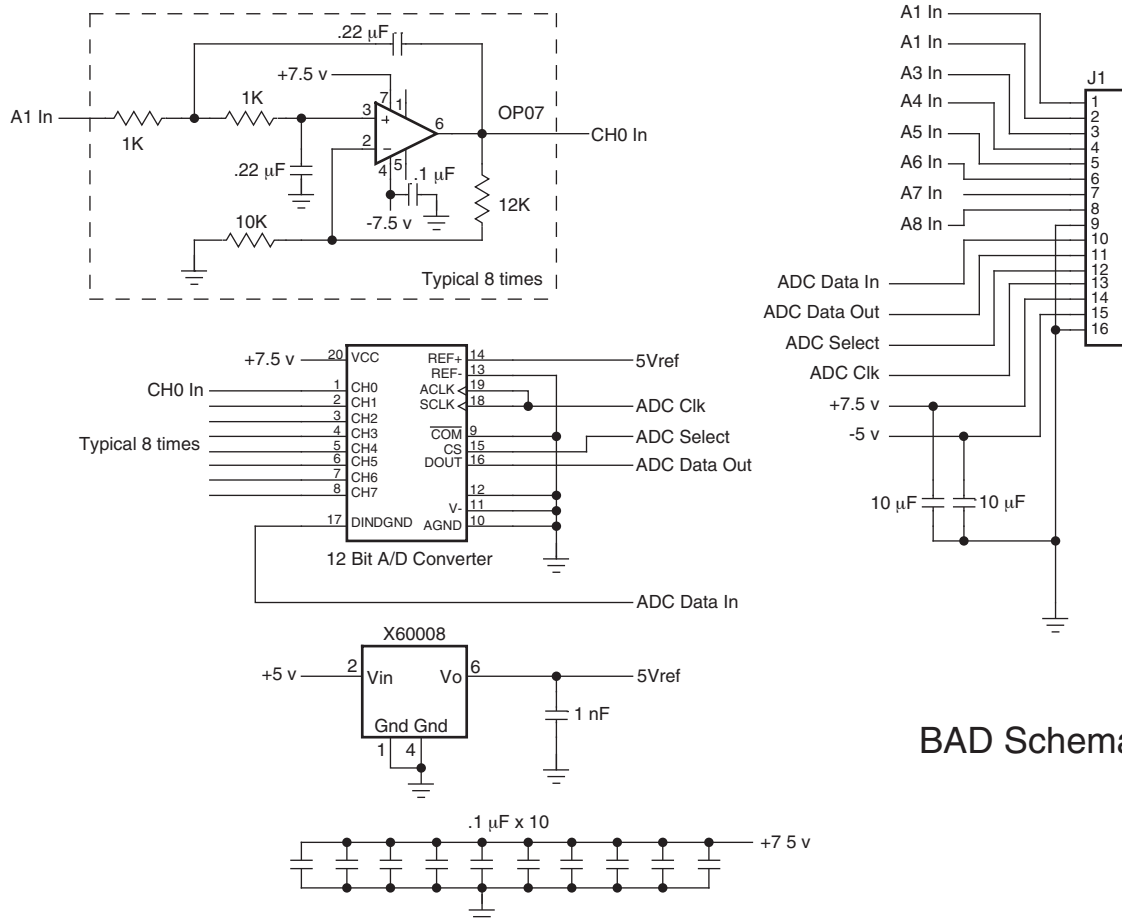 .22 µF
+7.5 v
A1 In
1K
1K
7
1
3
+
2
−
6
4
5
OP07
CH0 In
.22 µF
.1 µF
-7.5 v
12K
10K
Typical 8 times
+7.5 v
20 VCC
REF+ 14
5Vref
REF- 13
CH0 In
1 CH0
ACLK 19
2 CH1
SCLK 18
ADC Clk
3 CH2
4 CH3
COM 9
ADC Select
Typical 8 times
5 CH4
CS 15
6 CH5
DOUT 16
ADC Data Out
7 CH6
8 CH7
12
V- 11
17 DINDGND
AGND 10
12 Bit A/D Converter
ADC Data In
X60008
+5 v
2 Vin
Vo 6
5Vref
1 nF
Gnd Gnd
1 4
.1 µF x 10
+7 5 v
A1 In
A1 In
A3 In
A4 In
A5 In
A6 In
A7 In
A8 In
J1
1
2
3
4
5
6
7
8
9
10
11
12
13
14
15
16
ADC Data In
ADC Data Out
ADC Select
ADC Clk
+7.5 v
-5 v
10 µF
10 µF
BAD Schema